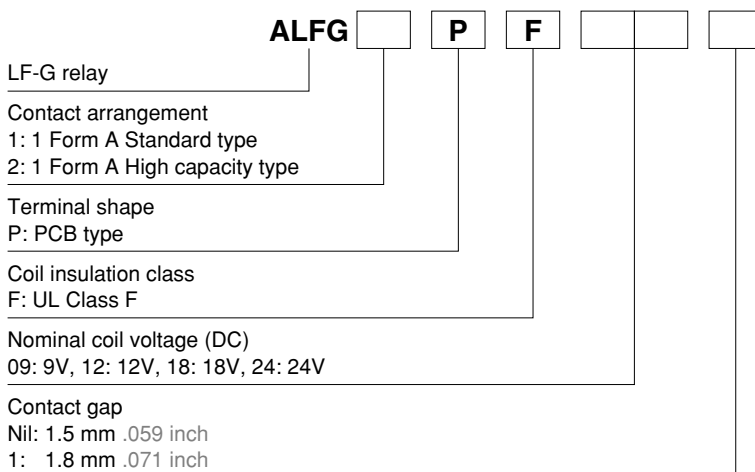 ALFG P F
LF-G relay
Contact arrangement
1: 1 Form A Standard type
2: 1 Form A High capacity type
Terminal shape
P: PCB type
Coil insulation class
F: UL Class F
Nominal coil voltage (DC)
09: 9V, 12: 12V, 18: 18V, 24: 24V
Contact gap
Nil: 1.5 mm .059 inch
1: 1.8 mm .071 inch